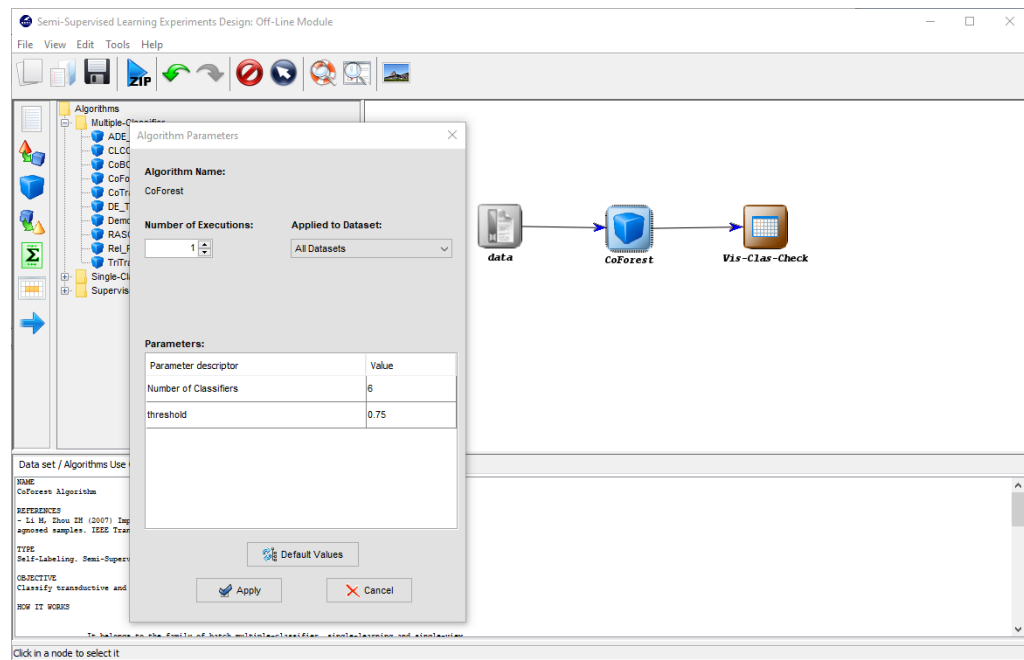 Semi-Supervised Learning Experiments Design: Off-Line Module
File View Edit Tools Help
ZIP
Algorithms
Multiple-Classifier
ADE_
CLCC
CoBC
CoFo
CoTra
DE_T
Demo
RASC
Rel_R
TriTra
Single-Cla
Supervis
Algorithm Parameters
Algorithm Name:
CoForest
Number of Executions:
Applied to Dataset:
1
All Datasets
Parameters:
Parameter descriptor Value
Number of Classifiers 6
threshold 0.75
Default Values
Apply
Cancel
data
CoForest
Vis-Clas-Check
Data set / Algorithms Use
NAME
CoForest Algorithm
REFERENCES
- Li M, Zhou ZH (2007) Imp
agnosed samples. IEEE Tran
TYPE
Self-Labeling. Semi-Superv
OBJECTIVE
Classify transductive and
HOW IT WORKS
It belongs to the family of batch multiple-classifier, single-learning and single-view
Click in a node to select it